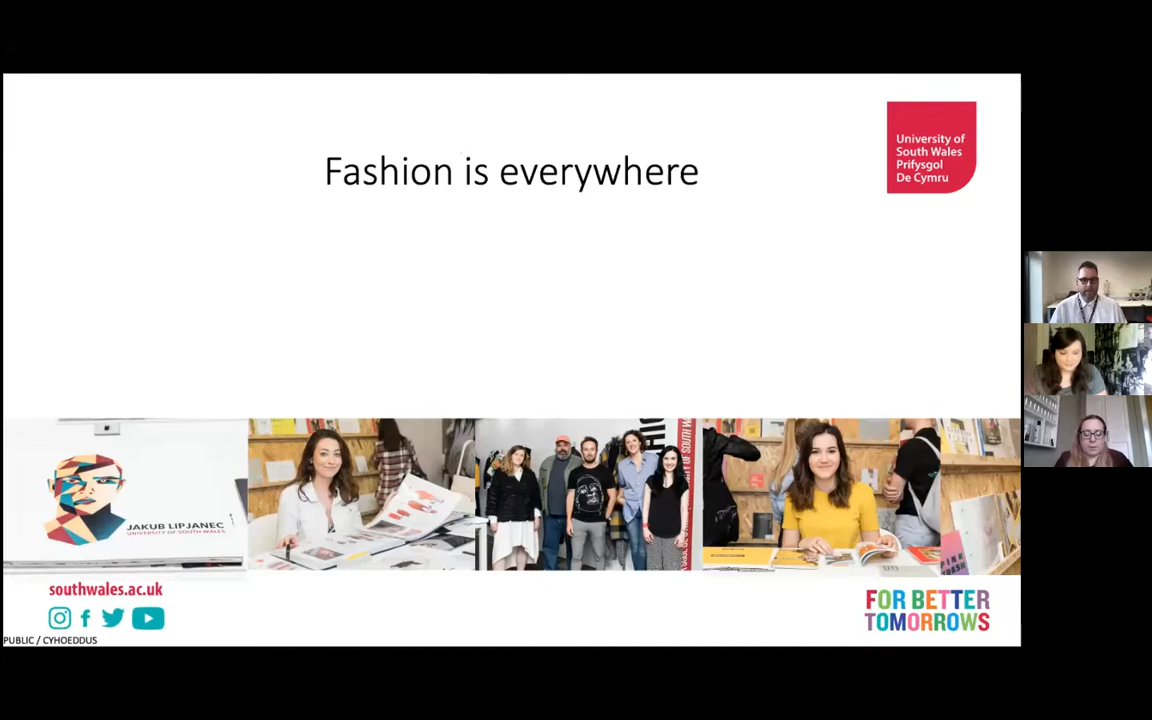 Fashion is everywhere
University of
South Wales
Prifysgol
De Cymru
JAKUB LIPJANEC
UNIVERSITY OF SOUTH WALES
PINK
southwales.ac.uk
FOR BETTER
TOMORROWS
PUBLIC / CYHOEDDUS